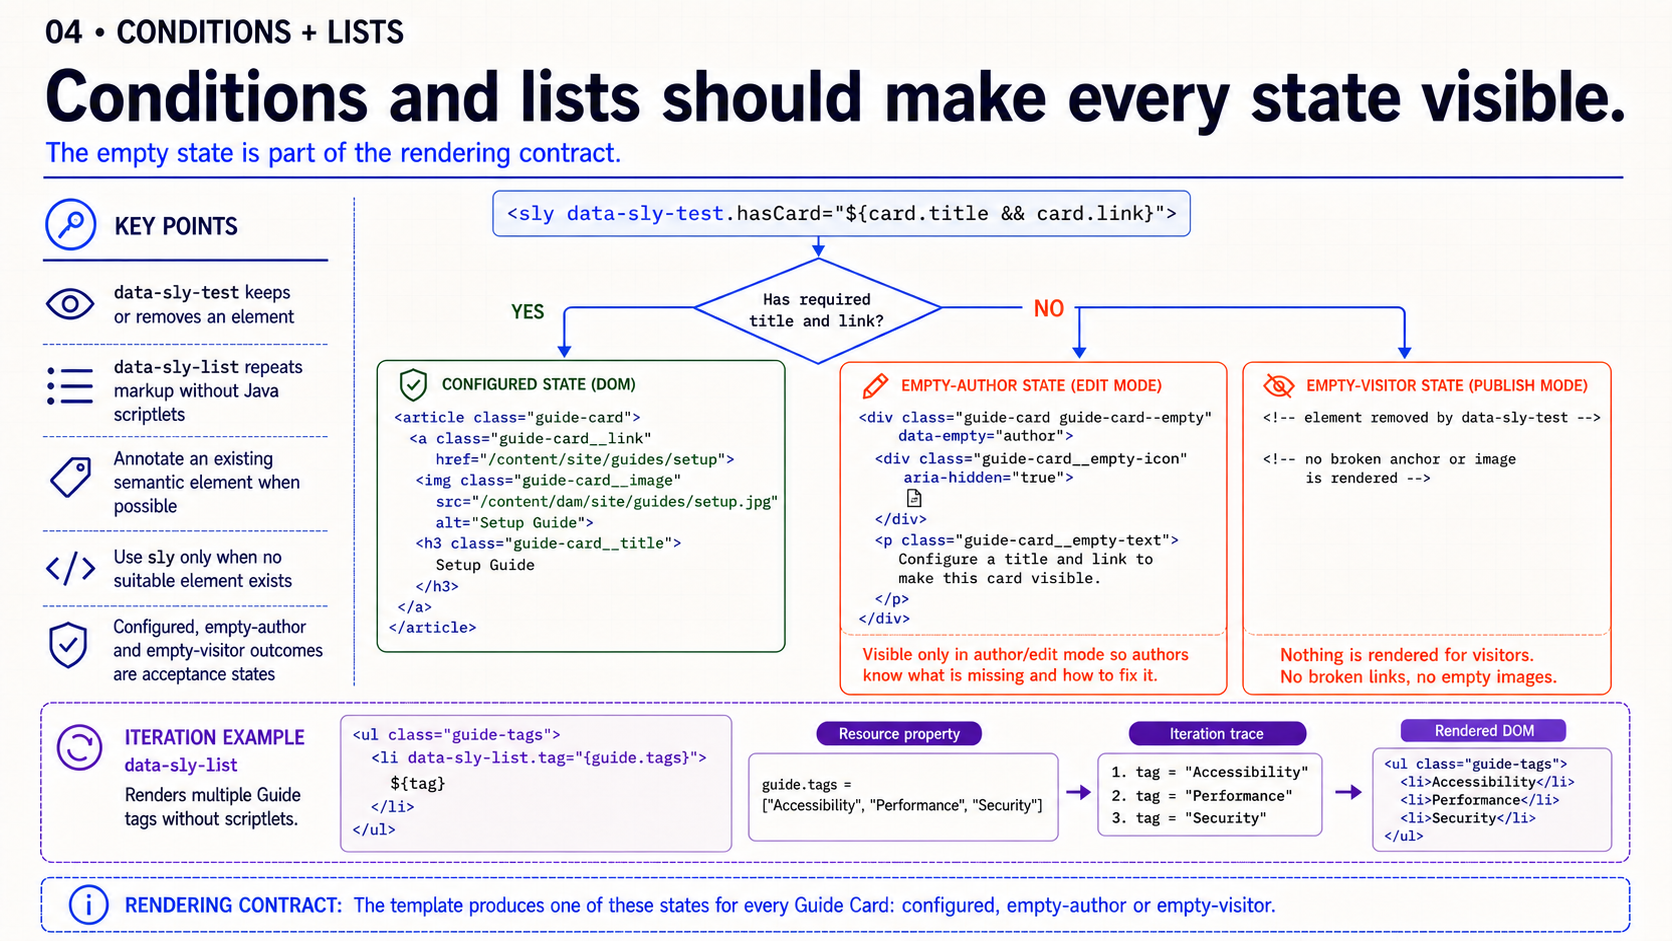 04 • CONDITIONS + LISTS
Conditions and lists should make every state visible.
The empty state is part of the rendering contract.
KEY POINTS
data-sly-test keeps
or removes an element
data-sly-list repeats
markup without Java
scriptlets
Annotate an existing
semantic element when
possible
Use sly only when no
suitable element exists
Configured, empty-author
and empty-visitor outcomes
are acceptance states
<sly data-sly-test.hasCard="${card.title && card.link}">
Has required
title and link?
YES
NO
CONFIGURED STATE (DOM)
<article class="guide-card">
<a class="guide-card__link"
href="/content/site/guides/setup">
<img class="guide-card__image"
src="/content/dam/site/guides/setup.jpg"
alt="Setup Guide">
<h3 class="guide-card__title">
Setup Guide
</h3>
</a>
</article>
EMPTY-AUTHOR STATE (EDIT MODE)
<div class="guide-card guide-card--empty"
data-empty="author">
<div class="guide-card__empty-icon"
aria-hidden="true">
</div>
<p class="guide-card__empty-text">
Configure a title and link to
make this card visible.
</p>
</div>
Visible only in author/edit mode so authors
know what is missing and how to fix it.
EMPTY-VISITOR STATE (PUBLISH MODE)
<!-- element removed by data-sly-test -->
<!-- no broken anchor or image
is rendered -->
Nothing is rendered for visitors.
No broken links, no empty images.
ITERATION EXAMPLE
data-sly-list
Renders multiple Guide
tags without scriptlets.
<ul class="guide-tags">
<li data-sly-list.tag="{guide.tags}">
${tag}
</li>
</ul>
Resource property
guide.tags =
["Accessibility", "Performance", "Security"]
Iteration trace
1. tag = "Accessibility"
2. tag = "Performance"
3. tag = "Security"
Rendered DOM
<ul class="guide-tags">
<li>Accessibility</li>
<li>Performance</li>
<li>Security</li>
</ul>
RENDERING CONTRACT: The template produces one of these states for every Guide Card: configured, empty-author or empty-visitor.